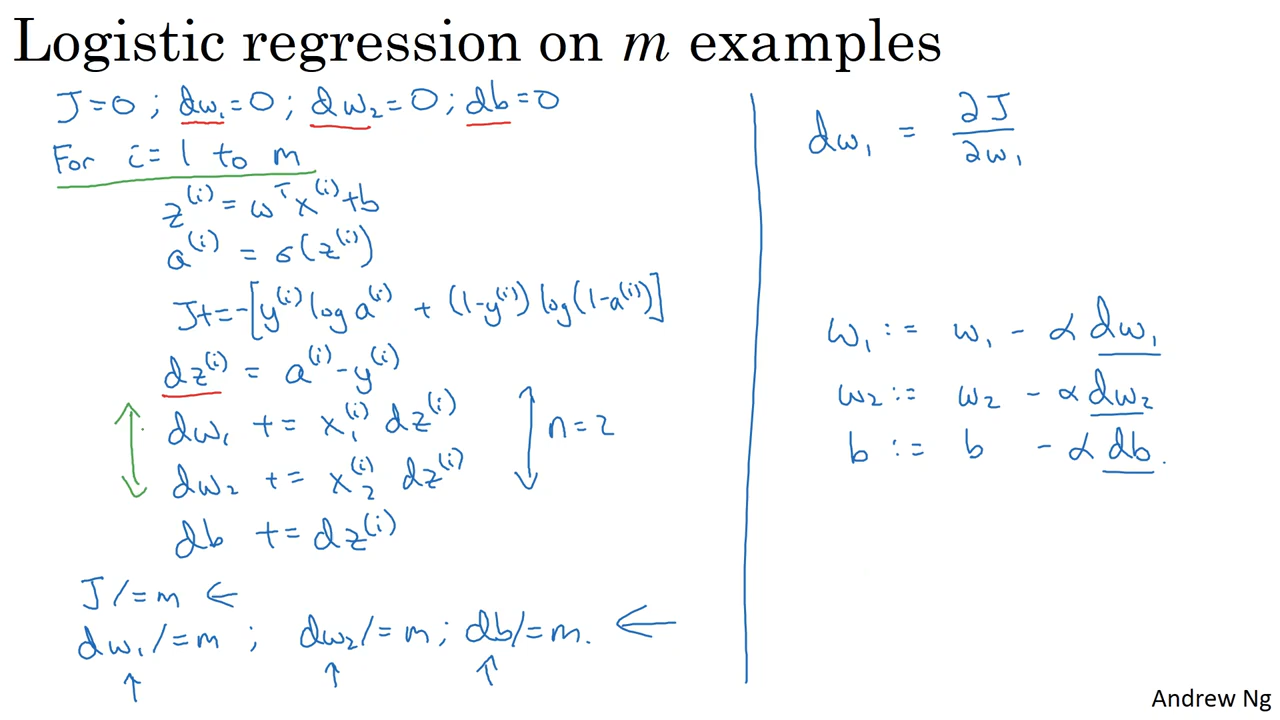 Logistic regression on m examples
J=0 ; dw₁=0 ; dw₂=0 ; db=0
For i=1 to m
z⁽ⁱ⁾ = ωᵀx⁽ⁱ⁾+b
a⁽ⁱ⁾ = σ(z⁽ⁱ⁾)
J+=-[y⁽ⁱ⁾ log a⁽ⁱ⁾ + (1-y⁽ⁱ⁾) log(1-a⁽ⁱ⁾)]
dz⁽ⁱ⁾ = a⁽ⁱ⁾-y⁽ⁱ⁾
dw₁ += x₁⁽ⁱ⁾ dz⁽ⁱ⁾
dw₂ += x₂⁽ⁱ⁾ dz⁽ⁱ⁾
n=2
db += dz⁽ⁱ⁾
J/=m ←
dw₁/=m ; dw₂/=m ; db/=m. ←
dw₁ = ∂J/∂w₁
w₁ := w₁ - α dw₁
w₂ := w₂ - α dw₂
b := b - α db.
Andrew Ng